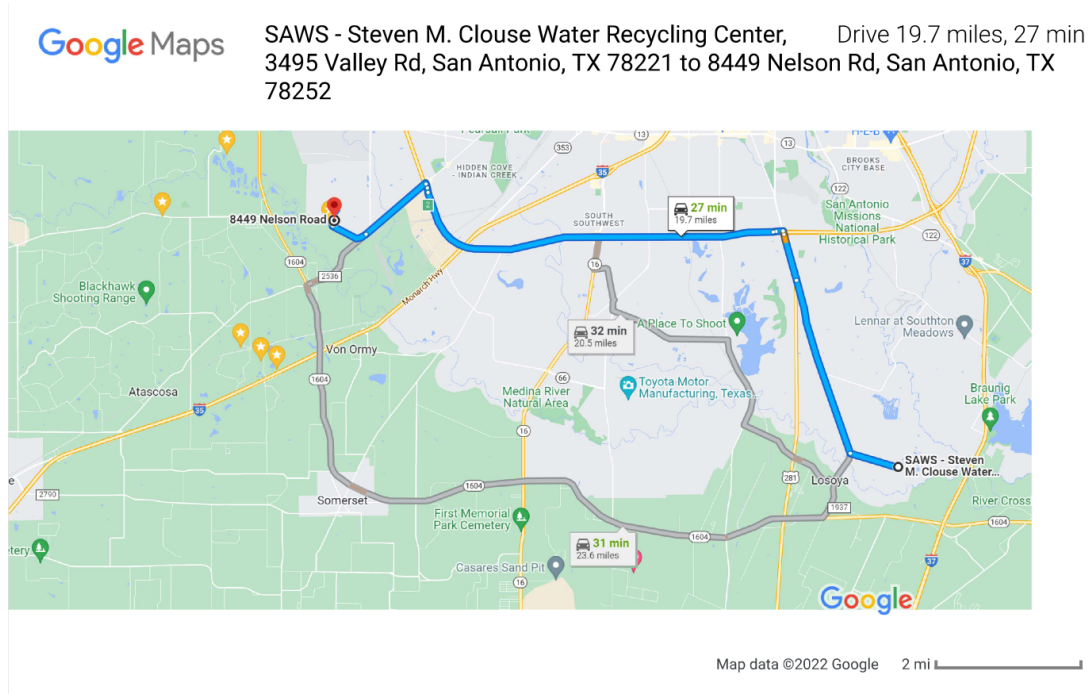 Google Maps
SAWS - Steven M. Clouse Water Recycling Center,
3495 Valley Rd, San Antonio, TX 78221 to 8449 Nelson Rd, San Antonio, TX
78252
Drive 19.7 miles, 27 min
13
353
13
H-E-B
HIDDEN COVE
- INDIAN CREEK
35
BROOKS
CITY BASE
122
2
27 min
19.7 miles
San Antonio
Missions
National
Historical Park
8449 Nelson Road
SOUTH
SOUTHWEST
122
37
1604
2536
16
Monarch Hwy
Blackhawk
Shooting Range
32 min
20.5 miles
A Place To Shoot
Lennar at Southton
Meadows
Von Ormy
1604
66
Atascosa
35
Medina River
Natural Area
Toyota Motor
Manufacturing, Texas
Braunig
Lake Park
16
SAWS - Steven
M. Clouse Water...
281
Losoya
e
2790
Somerset
1604
1937
River Cross
First Memorial
Park Cemetery
1604
1604
31 min
23.6 miles
etery
Casares Sand Pit
37
16
Google
Map data ©2022 Google
2 mi